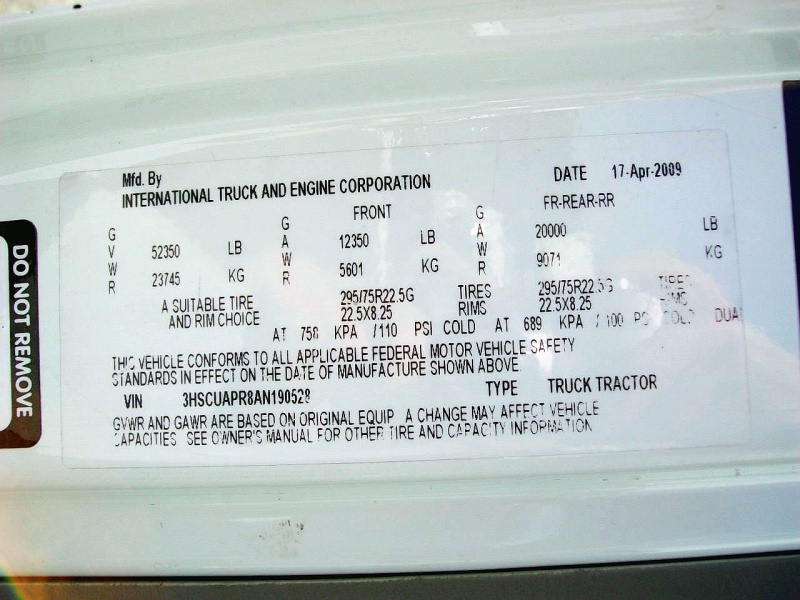 Mfd. By
INTERNATIONAL TRUCK AND ENGINE CORPORATION DATE 17-Apr-2009
GVWR GAWR FRONT GAWR FR-REAR-RR
52350 LB 12350 LB 20000 LB
23745 KG 5601 KG 9071 KG
A SUITABLE TIRE 295/75R22.5G TIRES 295/75R22.5G TIRES
AND RIM CHOICE 22.5X8.25 RIMS 22.5X8.25 RIMS
AT 758 KPA /110 PSI COLD AT 689 KPA / 100 PSI COLD DUAL
THIS VEHICLE CONFORMS TO ALL APPLICABLE FEDERAL MOTOR VEHICLE SAFETY
STANDARDS IN EFFECT ON THE DATE OF MANUFACTURE SHOWN ABOVE.
VIN 3HSCUAPR8AN190528 TYPE TRUCK TRACTOR
GVWR AND GAWR ARE BASED ON ORIGINAL EQUIP. A CHANGE MAY AFFECT VEHICLE
CAPACITIES. SEE OWNER'S MANUAL FOR OTHER TIRE AND CAPACITY INFORMATION
DO NOT REMOVE